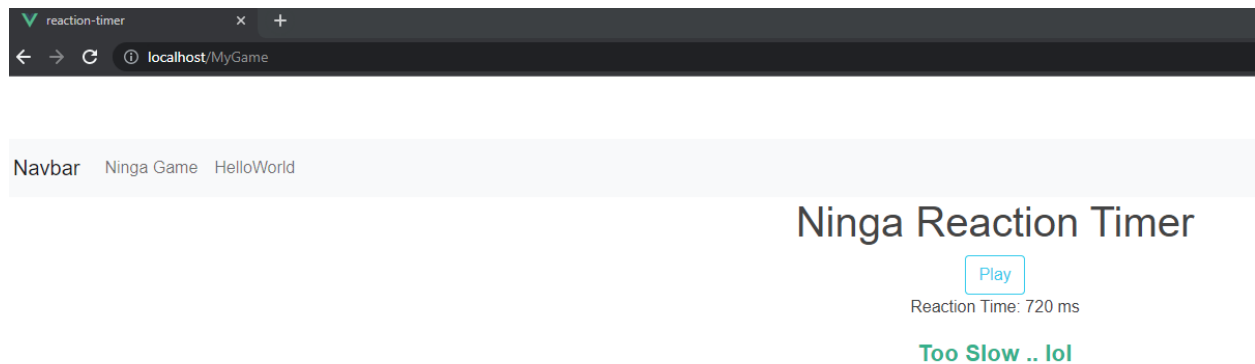 reaction-timer
localhost/MyGame
Navbar Ninga Game HelloWorld
Ninga Reaction Timer
Play
Reaction Time: 720 ms
Too Slow .. lol